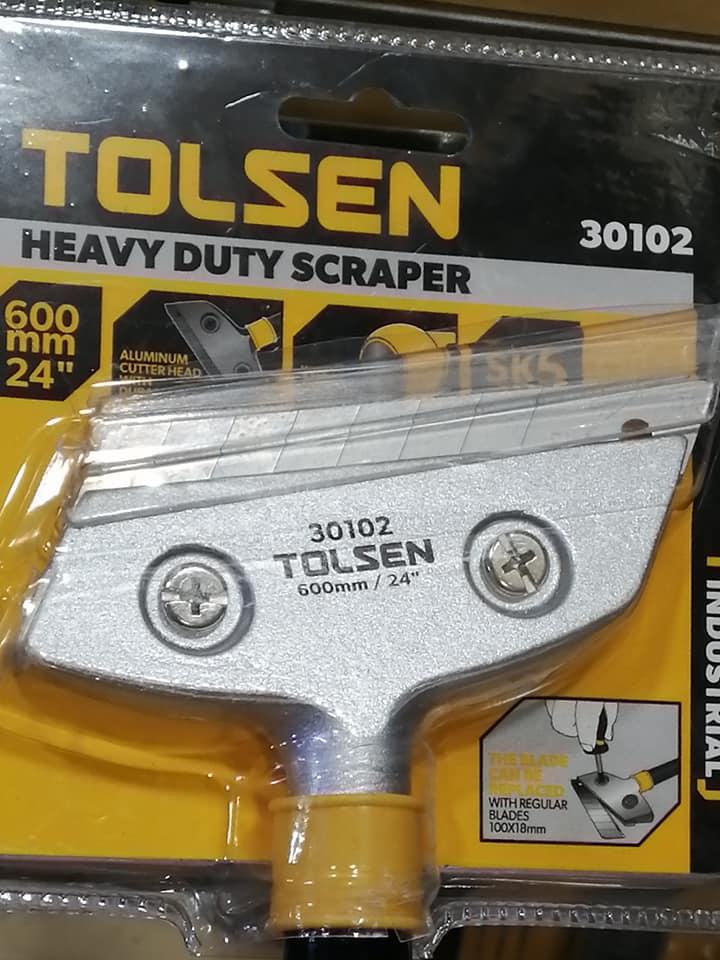 TOLSEN
30102
HEAVY DUTY SCRAPER
600
mm
24"
ALUMINUM
CUTTER HEAD
WITH
SK5
30102
TOLSEN
600mm / 24"
INDUSTRIAL
THE BLADE
CAN BE
REPLACED
WITH REGULAR
BLADES
100X18mm